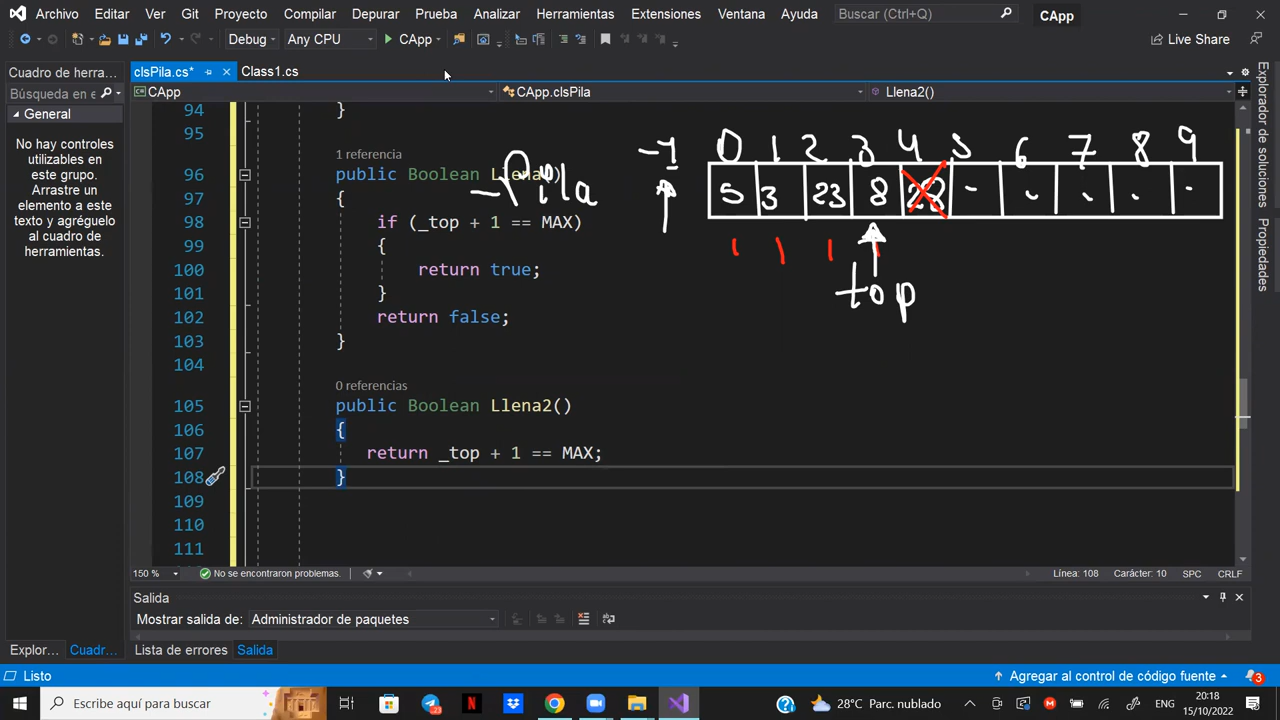 Archivo Editar Ver Git Proyecto Compilar Depurar Prueba Analizar Herramientas Extensiones Ventana Ayuda Buscar (Ctrl+Q) CApp
Debug Any CPU CApp Live Share
Cuadro de herra... clsPila.cs* Class1.cs
Búsqueda en e CApp CApp.clsPila Llena2()
General
No hay controles
utilizables en
este grupo.
Arrastre un
elemento a este
texto y agréguelo
al cuadro de
herramientas.
94 }
95
1 referencia
96 public Boolean Llena()
97 {
98 if (_top + 1 == MAX)
99 {
100 return true;
101 }
102 return false;
103 }
104
0 referencias
105 public Boolean Llena2()
106 {
107 return _top + 1 == MAX;
108 }
109
110
111
-1 0 1 2 3 4 5 6 7 8 9
_Pila 5 3 23 8 - . . . .
top
Explorador de soluciones
Propiedades
150 % No se encontraron problemas. Línea: 108 Carácter: 10 SPC CRLF
Salida
Mostrar salida de: Administrador de paquetes
Explor... Cuadr... Lista de errores Salida
Listo Agregar al control de código fuente 3
Escribe aquí para buscar 28°C Parc. nublado ENG 20:18
15/10/2022